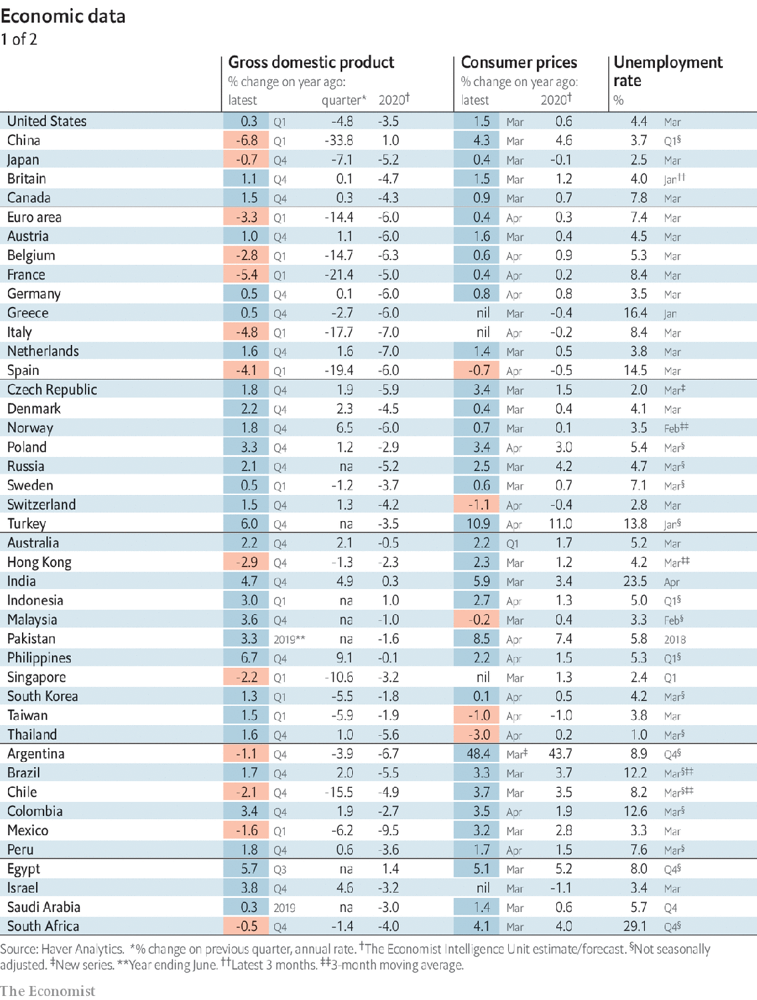 Economic data
1 of 2
Gross domestic product Consumer prices Unemployment
% change on year ago: % change on year ago: rate
latest quarter* 2020† latest 2020† %
United States 0.3 Q1 -4.8 -3.5 1.5 Mar 0.6 4.4 Mar
China -6.8 Q1 -33.8 1.0 4.3 Mar 4.6 3.7 Q1§
Japan -0.7 Q4 -7.1 -5.2 0.4 Mar -0.1 2.5 Mar
Britain 1.1 Q4 0.1 -4.7 1.5 Mar 1.2 4.0 Jan††
Canada 1.5 Q4 0.3 -4.3 0.9 Mar 0.7 7.8 Mar
Euro area -3.3 Q1 -14.4 -6.0 0.4 Apr 0.3 7.4 Mar
Austria 1.0 Q4 1.1 -6.0 1.6 Mar 0.4 4.5 Mar
Belgium -2.8 Q1 -14.7 -6.3 0.6 Apr 0.9 5.3 Mar
France -5.4 Q1 -21.4 -5.0 0.4 Apr 0.2 8.4 Mar
Germany 0.5 Q4 0.1 -6.0 0.8 Apr 0.8 3.5 Mar
Greece 0.5 Q4 -2.7 -6.0 nil Mar -0.4 16.4 Jan
Italy -4.8 Q1 -17.7 -7.0 nil Apr -0.2 8.4 Mar
Netherlands 1.6 Q4 1.6 -7.0 1.4 Mar 0.5 3.8 Mar
Spain -4.1 Q1 -19.4 -6.0 -0.7 Apr -0.5 14.5 Mar
Czech Republic 1.8 Q4 1.9 -5.9 3.4 Mar 1.5 2.0 Mar‡
Denmark 2.2 Q4 2.3 -4.5 0.4 Mar 0.4 4.1 Mar
Norway 1.8 Q4 6.5 -6.0 0.7 Mar 0.1 3.5 Feb‡‡
Poland 3.3 Q4 1.2 -2.9 3.4 Apr 3.0 5.4 Mar§
Russia 2.1 Q4 na -5.2 2.5 Mar 4.2 4.7 Mar§
Sweden 0.5 Q1 -1.2 -3.7 0.6 Mar 0.7 7.1 Mar§
Switzerland 1.5 Q4 1.3 -4.2 -1.1 Apr -0.4 2.8 Mar
Turkey 6.0 Q4 na -3.5 10.9 Apr 11.0 13.8 Jan§
Australia 2.2 Q4 2.1 -0.5 2.2 Q1 1.7 5.2 Mar
Hong Kong -2.9 Q4 -1.3 -2.3 2.3 Mar 1.2 4.2 Mar‡‡
India 4.7 Q4 4.9 0.3 5.9 Mar 3.4 23.5 Apr
Indonesia 3.0 Q1 na 1.0 2.7 Apr 1.3 5.0 Q1§
Malaysia 3.6 Q4 na -1.0 -0.2 Mar 0.4 3.3 Feb§
Pakistan 3.3 2019** na -1.6 8.5 Apr 7.4 5.8 2018
Philippines 6.7 Q4 9.1 -0.1 2.2 Apr 1.5 5.3 Q1§
Singapore -2.2 Q1 -10.6 -3.2 nil Mar 1.3 2.4 Q1
South Korea 1.3 Q1 -5.5 -1.8 0.1 Apr 0.5 4.2 Mar§
Taiwan 1.5 Q1 -5.9 -1.9 -1.0 Apr -1.0 3.8 Mar
Thailand 1.6 Q4 1.0 -5.6 -3.0 Apr 0.2 1.0 Mar§
Argentina -1.1 Q4 -3.9 -6.7 48.4 Mar‡ 43.7 8.9 Q4§
Brazil 1.7 Q4 2.0 -5.5 3.3 Mar 3.7 12.2 Mar§‡‡
Chile -2.1 Q4 -15.5 -4.9 3.7 Mar 3.5 8.2 Mar§‡‡
Colombia 3.4 Q4 1.9 -2.7 3.5 Apr 1.9 12.6 Mar§
Mexico -1.6 Q1 -6.2 -9.5 3.2 Mar 2.8 3.3 Mar
Peru 1.8 Q4 0.6 -3.6 1.7 Apr 1.5 7.6 Mar§
Egypt 5.7 Q3 na 1.4 5.1 Mar 5.2 8.0 Q4§
Israel 3.8 Q4 4.6 -3.2 nil Mar -1.1 3.4 Mar
Saudi Arabia 0.3 2019 na -3.0 1.4 Mar 0.6 5.7 Q4
South Africa -0.5 Q4 -1.4 -4.0 4.1 Mar 4.0 29.1 Q4§
Source: Haver Analytics. *% change on previous quarter, annual rate. †The Economist Intelligence Unit estimate/forecast. §Not seasonally
adjusted. ‡New series. **Year ending June. ††Latest 3 months. ‡‡3-month moving average.
The Economist